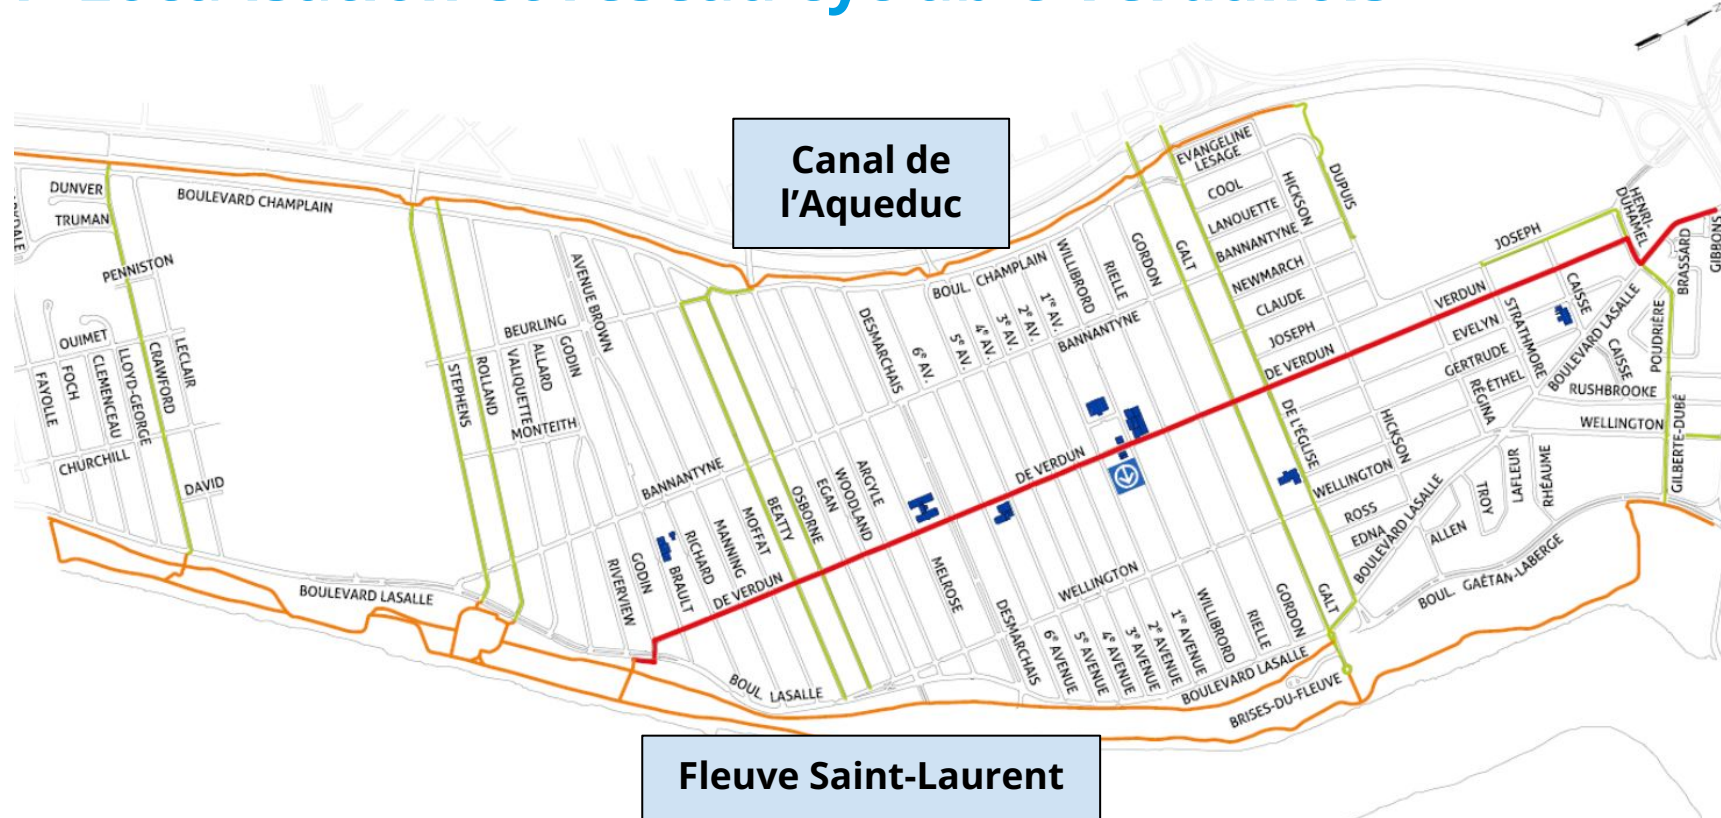 Localisation et réseau cyclable Verdunois
Canal de
l'Aqueduc
DUNVER
TRUMAN
BOULEVARD CHAMPLAIN
PENNISTON
OUIMET
FAYOLLE
FOCH
CLEMENCEAU
LLOYD-GEORGE
CRAWFORD
LECLAIR
CHURCHILL
DAVID
STEPHENS
ROLLAND
VALIQUETTE
ALLARD
GODIN
BEURLING
AVENUE BROWN
MONTEITH
BANNANTYNE
RIVERVIEW
GODIN
BRAULT
RICHARD
MANNING
MOFFAT
BEATTY
OSBORNE
EGAN
WOODLAND
ARGYLE
DE VERDUN
BOULEVARD LASALLE
BOUL. LASALLE
DESMARCHAIS
6e AV.
5e AV.
4e AV.
3e AV.
2e AV.
1re AV.
BOUL. CHAMPLAIN
WILLIBRORD
RIELLE
GORDON
GALT
BANNANTYNE
DE VERDUN
MELROSE
WELLINGTON
DESMARCHAIS
6e AVENUE
5e AVENUE
4e AVENUE
3e AVENUE
2e AVENUE
1re AVENUE
WILLIBRORD
RIELLE
GORDON
GALT
BOULEVARD LASALLE
BRISES-DU-FLEUVE
EVANGELINE
LESAGE
COOL
LANOUETTE
BANNANTYNE
NEWMARCH
CLAUDE
JOSEPH
DE VERDUN
HICKSON
DUPUIS
DE L'ÉGLISE
WELLINGTON
ROSS
EDNA
BOULEVARD LASALLE
HICKSON
ALLEN
TROY
LAFLEUR
RHÉAUME
BOUL. GAÉTAN-LABERGE
JOSEPH
VERDUN
EVELYN
GERTRUDE
ETHEL
RÉGINA
STRATHMORE
CAISSE
BOULEVARD LASALLE
CAISSE
HENRI-
DUHAMEL
POUDRIÈRE
BRASSARD
GIBBONS
RUSHBROOKE
WELLINGTON
GILBERTE-DUBÉ
Fleuve Saint-Laurent